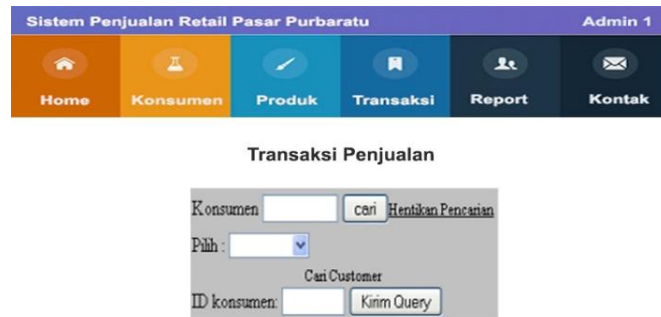 Sistem Penjualan Retail Pasar Purbaratu Admin 1
Home Konsumen Produk Transaksi Report Kontak
Transaksi Penjualan
Konsumen cari Hentikan Pencarian
Pilih :
Cari Customer
ID konsumen: Kirim Query